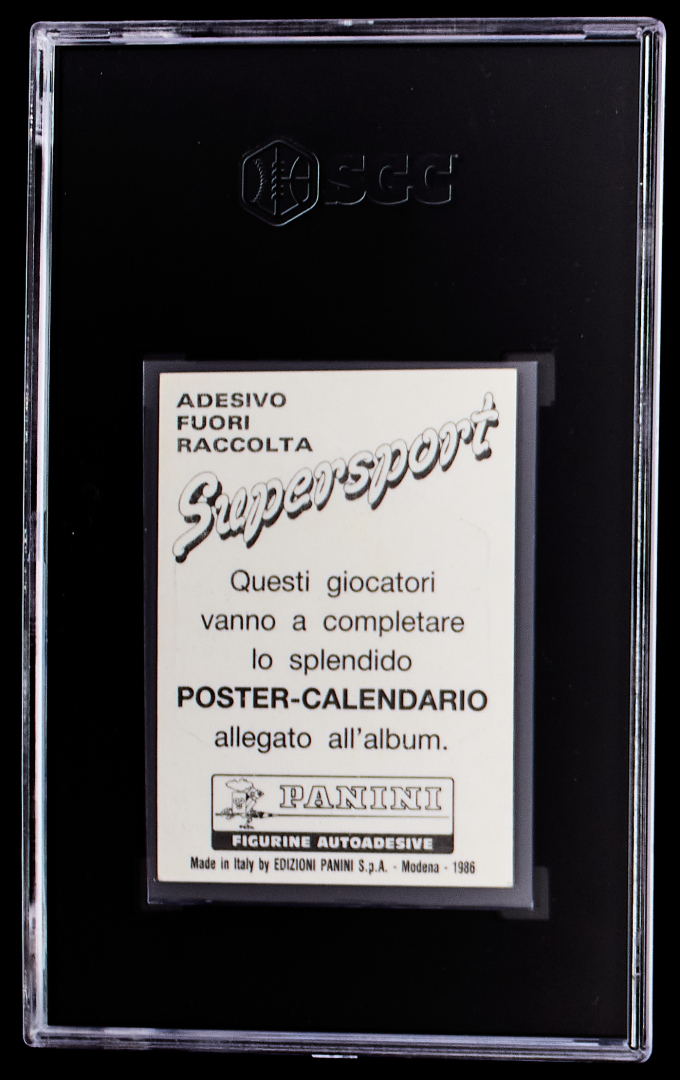 SGC
ADESIVO
FUORI
RACCOLTA
Supersport
Questi giocatori
vanno a completare
lo splendido
POSTER-CALENDARIO
allegato all'album.
PANINI
FIGURINE AUTOADESIVE
Made in Italy by EDIZIONI PANINI S.p.A. - Modena - 1986